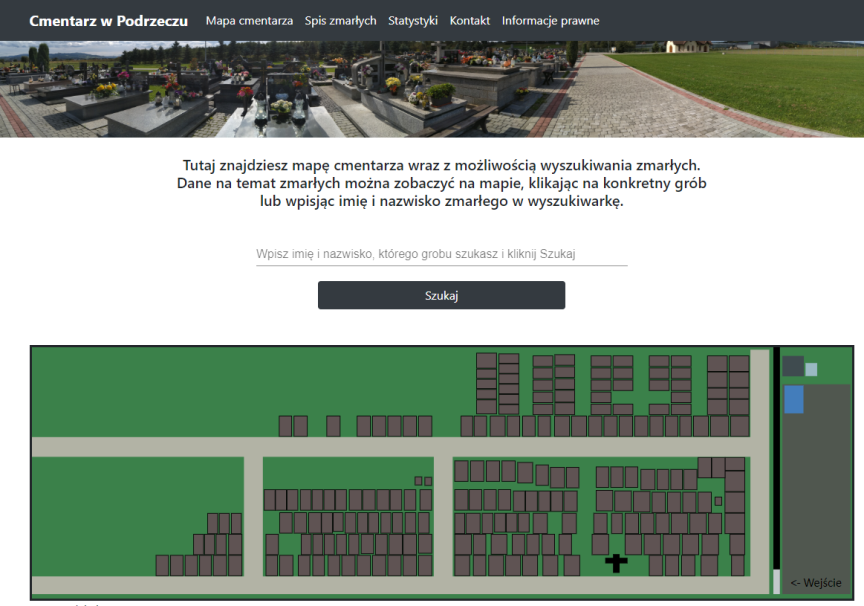 Cmentarz w Podrzeczu Mapa cmentarza Spis zmarłych Statystyki Kontakt Informacje prawne
Tutaj znajdziesz mapę cmentarza wraz z możliwością wyszukiwania zmarłych.
Dane na temat zmarłych można zobaczyć na mapie, klikając na konkretny grób
lub wpisjąc imię i nazwisko zmarłego w wyszukiwarkę.
Wpisz imię i nazwisko, którego grobu szukasz i kliknij Szukaj
Szukaj
<- Wejście